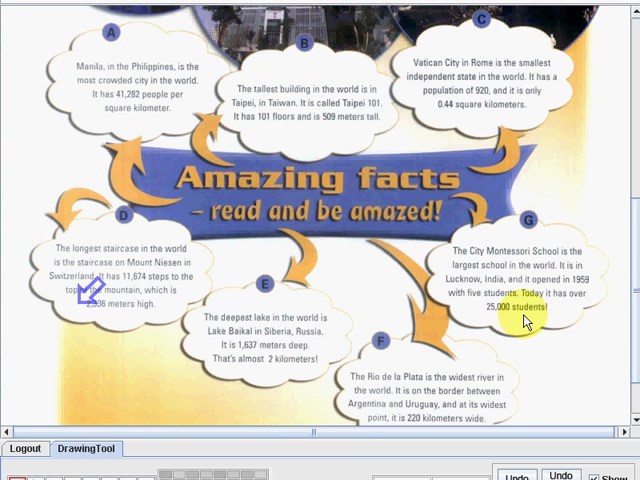 A
Manila, in the Philippines, is the
most crowded city in the world.
It has 41,282 people per
square kilometer.
B
The tallest building in the world is in
Taipei, in Taiwan. It is called Taipei 101.
It has 101 floors and is 509 meters tall.
C
Vatican City in Rome is the smallest
independent state in the world. It has a
population of 920, and it is only
0.44 square kilometers.
Amazing facts
– read and be amazed!
D
The longest staircase in the world
is the staircase on Mount Niesen in
Switzerland. It has 11,674 steps to the
top the mountain, which is
meters high.
E
The deepest lake in the world is
Lake Baikal in Siberia, Russia.
It is 1,637 meters deep.
That's almost 2 kilometers!
F
The Rio de la Plata is the widest river in
the world. It is on the border between
Argentina and Uruguay, and at its widest
point, it is 220 kilometers wide.
G
The City Montessori School is the
largest school in the world. It is in
Lucknow, India, and it opened in 1959
with five students. Today it has over
25,000 students!
Logout
DrawingTool
Undo
Undo
Show